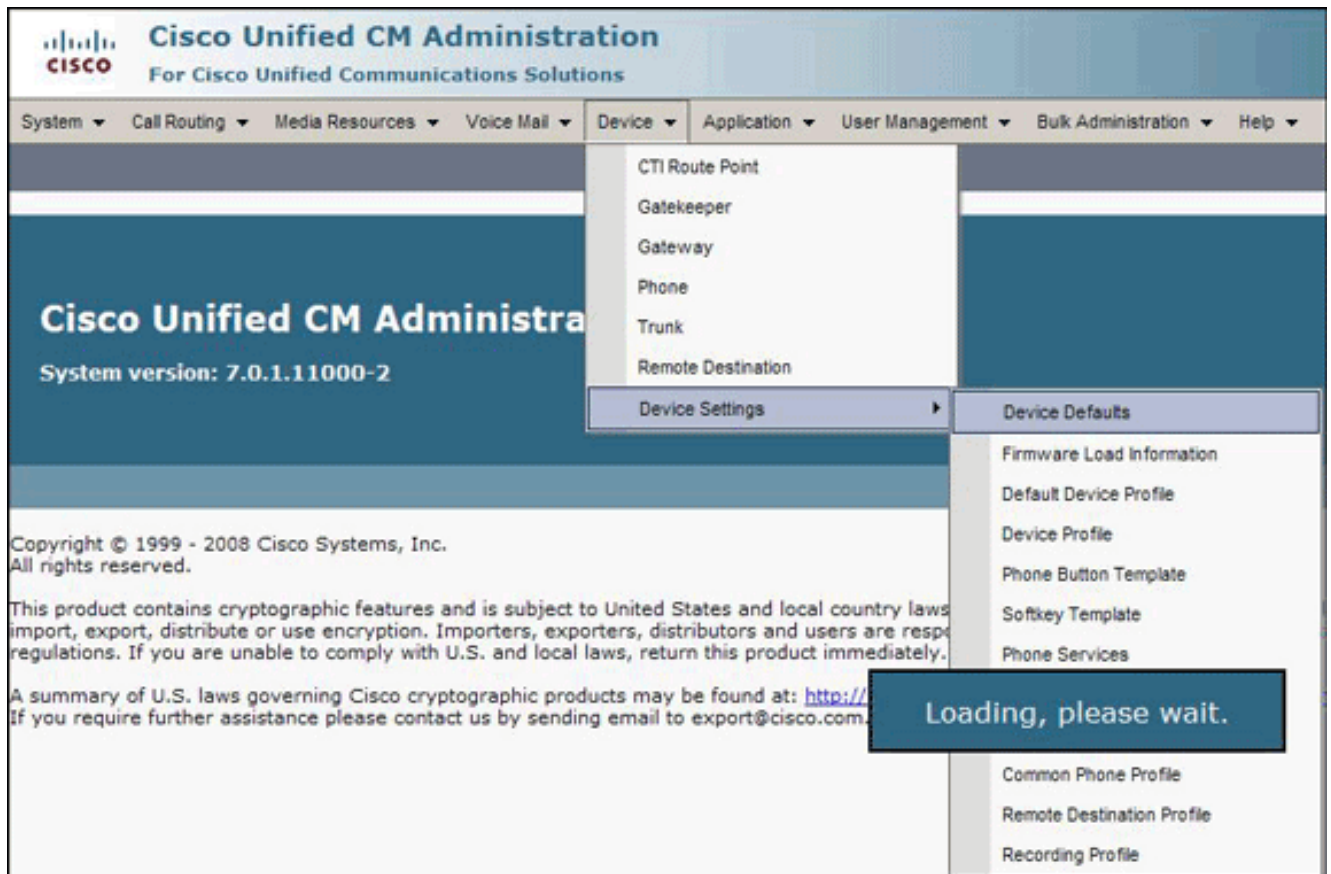 CISCO
Cisco Unified CM Administration
For Cisco Unified Communications Solutions
System
Call Routing
Media Resources
Voice Mail
Device
Application
User Management
Bulk Administration
Help
CTI Route Point
Gatekeeper
Gateway
Phone
Trunk
Remote Destination
Device Settings
Device Defaults
Firmware Load Information
Default Device Profile
Device Profile
Phone Button Template
Softkey Template
Phone Services
Loading, please wait.
Common Phone Profile
Remote Destination Profile
Recording Profile
Cisco Unified CM Administra
System version: 7.0.1.11000-2
Copyright © 1999 - 2008 Cisco Systems, Inc.
All rights reserved.
This product contains cryptographic features and is subject to United States and local country laws
import, export, distribute or use encryption. Importers, exporters, distributors and users are
regulations. If you are unable to comply with U.S. and local laws, return this product immediately.
A summary of U.S. laws governing Cisco cryptographic products may be found at: http://
If you require further assistance please contact us by sending email to export@cisco.com.